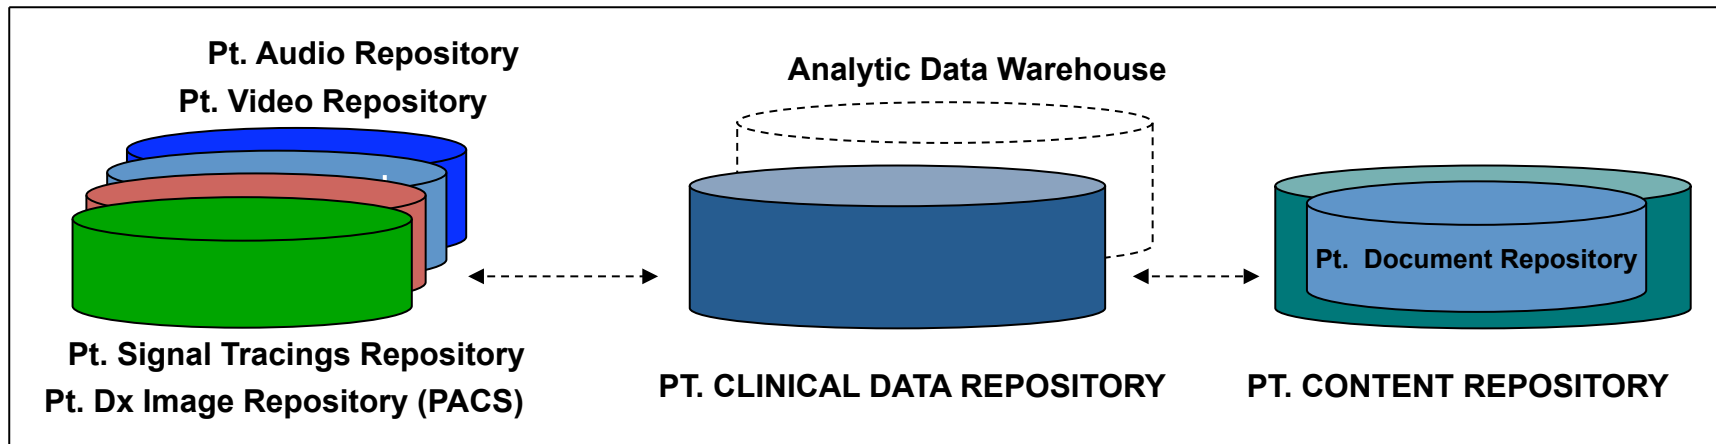 Pt. Audio Repository
Pt. Video Repository
Pt. Signal Tracings Repository
Pt. Dx Image Repository (PACS)
Analytic Data Warehouse
PT. CLINICAL DATA REPOSITORY
Pt. Document Repository
PT. CONTENT REPOSITORY